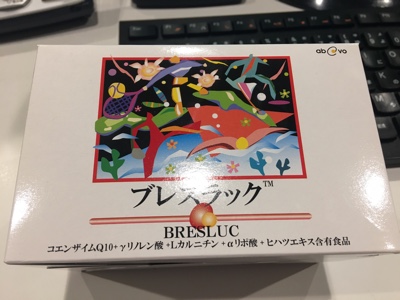 abovo
ブレスラック™
BRESLUC
コエンザイムQ10+γリノレン酸+Lカルニチン+αリポ酸+ヒハツエキス含有食品